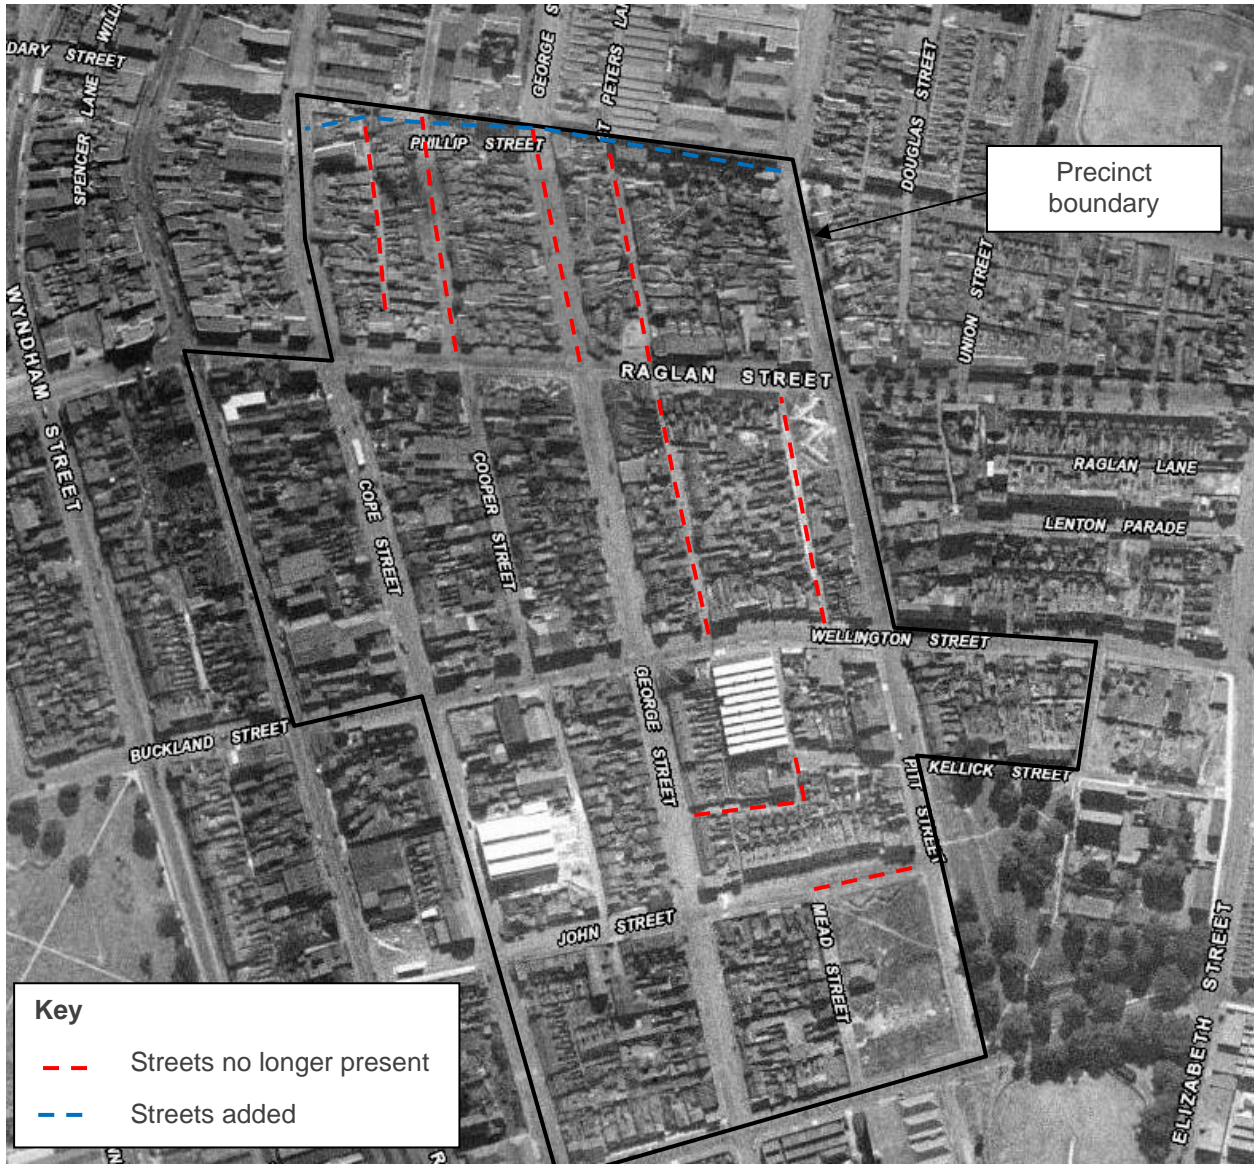 DARY STREET
SPENCER LANE
WILL
GEORGE S
T PETERS LA
DOUGLAS STREET
PHILLIP STREET
Precinct
boundary
UNION STREET
WYNDHAM STREET
RAGLAN STREET
RAGLAN LANE
COPE STREET
COOPER STREET
LENTON PARADE
WELLINGTON STREET
GEORGE STREET
BUCKLAND STREET
PITT STREET
KELLICK STREET
JOHN STREET
MEAD STREET
ELIZABETH STREET
Key
Streets no longer present
Streets added
WN
R